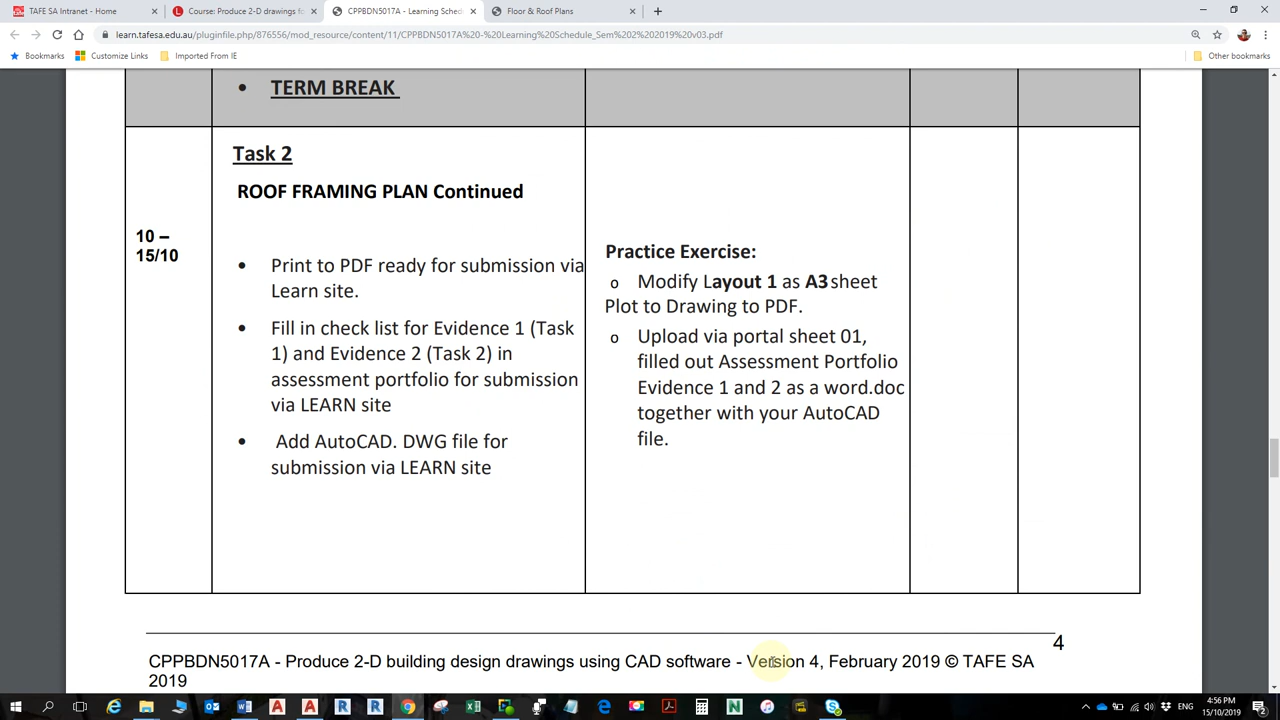 TAFE SA Intranet - Home
Course: Produce 2-D drawings fo
CPPBDN5017A - Learning Sched
Floor & Roof Plans
learn.tafesa.edu.au/pluginfile.php/876556/mod_resource/content/11/CPPBDN5017A%20-%20Learning%20Schedule_Sem%202%202019%20v03.pdf
Bookmarks
Customize Links
Imported From IE
Other bookmarks
• TERM BREAK
10 –
15/10
Task 2
ROOF FRAMING PLAN Continued
• Print to PDF ready for submission via
Learn site.
• Fill in check list for Evidence 1 (Task
1) and Evidence 2 (Task 2) in
assessment portfolio for submission
via LEARN site
• Add AutoCAD. DWG file for
submission via LEARN site
Practice Exercise:
o Modify Layout 1 as A3 sheet
Plot to Drawing to PDF.
o Upload via portal sheet 01,
filled out Assessment Portfolio
Evidence 1 and 2 as a word.doc
together with your AutoCAD
file.
4
CPPBDN5017A - Produce 2-D building design drawings using CAD software - Version 4, February 2019 © TAFE SA
2019
ENG
4:56 PM
15/10/2019